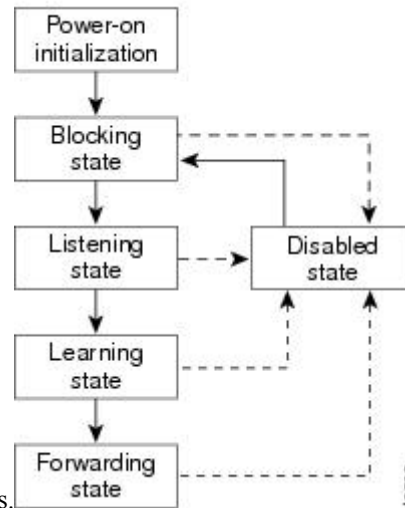 Power-on
initialization
Blocking
state
Listening
state
Disabled
state
Learning
state
Forwarding
state
s.